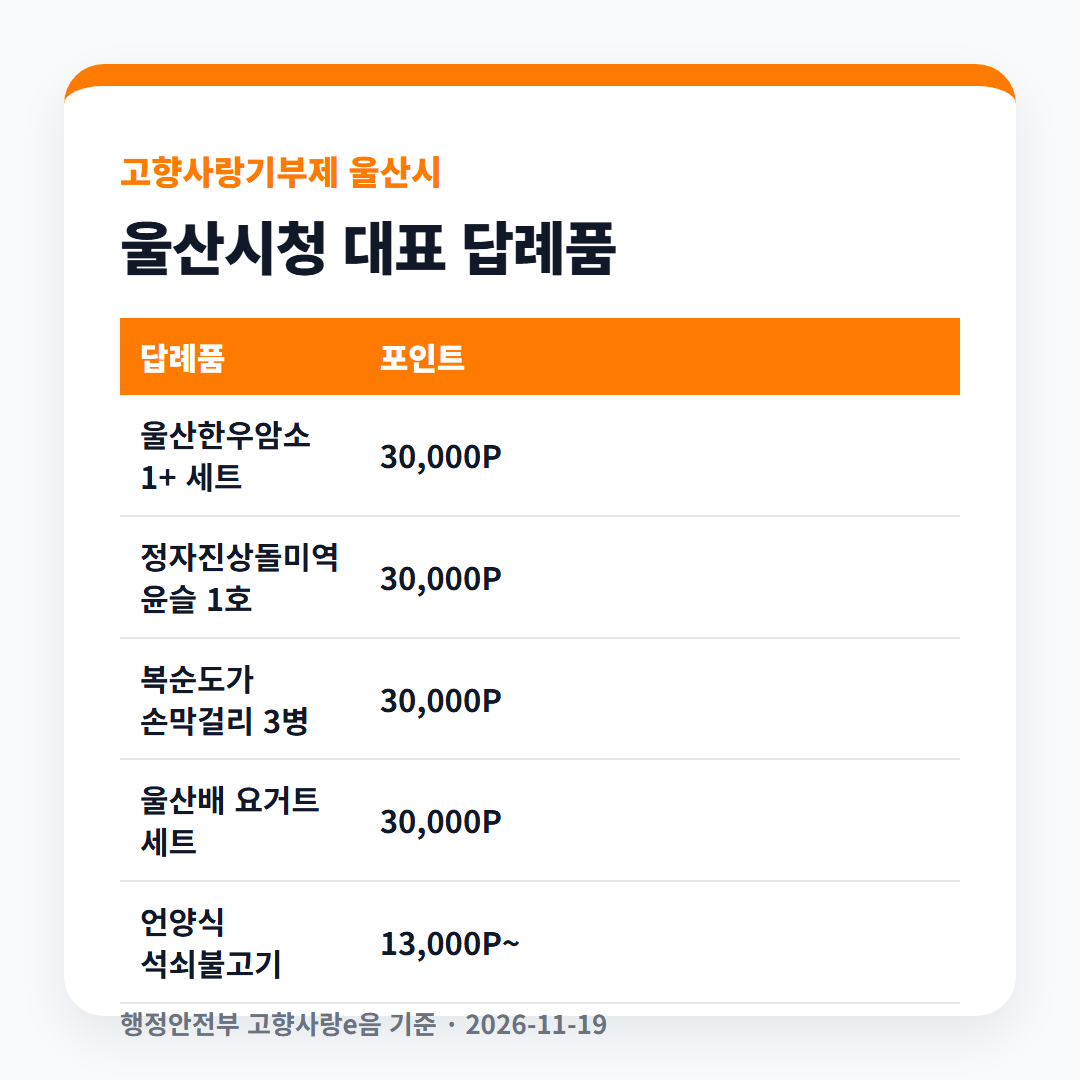 고향사랑기부제 울산시
울산시청 대표 답례품
답례품 포인트
울산한우암소
1+ 세트
30,000P
정자진상돌미역
윤슬 1호
30,000P
복순도가
손막걸리 3병
30,000P
울산배 요거트
세트
30,000P
언양식
석쇠불고기
13,000P~
행정안전부 고향사랑e음 기준 · 2026-11-19